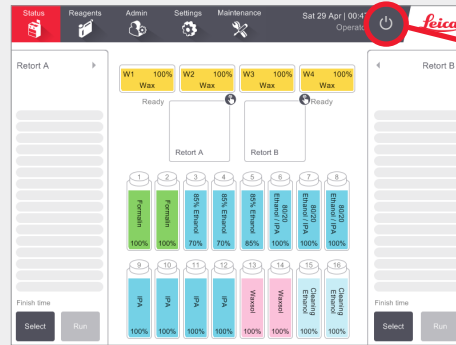 Status Reagents Admin Settings Maintenance
Sat 29 Apr | 00:4
Operato
Leica
Retort A
Retort B
W1 100% W2 100% W3 100% W4 100%
Wax Wax Wax Wax
Ready Ready
Retort A Retort B
1 2 3 4 5 6 7 8
Formalin
Formalin
85% Ethanol
85% Ethanol
85% Ethanol
80/20
Ethanol / IPA
80/20
Ethanol / IPA
80/20
Ethanol / IPA
100% 100% 70% 70% 85% 100% 100% 100%
9 10 11 12 13 14 15 16
IPA
IPA
IPA
IPA
Waxsol
Waxsol
Cleaning
Ethanol
Cleaning
Ethanol
100% 100% 100% 100% 100% 100% 100% 100%
Finish time Finish time
Select Run Select Run